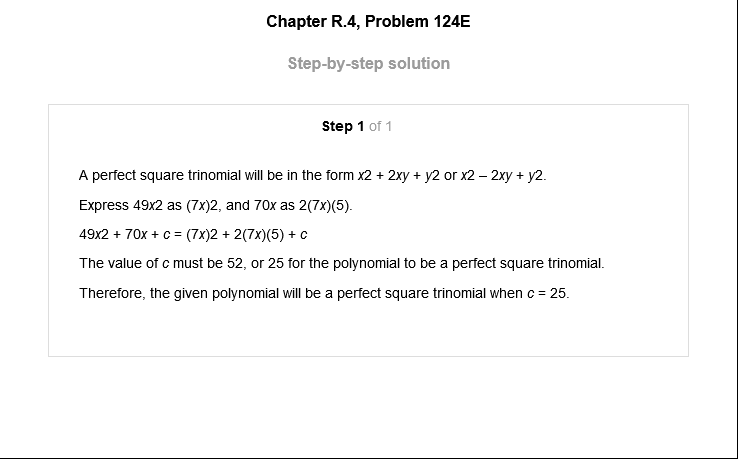 Chapter R.4, Problem 124E
Step-by-step solution
Step 1 of 1
A perfect square trinomial will be in the form x2 + 2xy + y2 or x2 – 2xy + y2.
Express 49x2 as (7x)2, and 70x as 2(7x)(5).
49x2 + 70x + c = (7x)2 + 2(7x)(5) + c
The value of c must be 52, or 25 for the polynomial to be a perfect square trinomial.
Therefore, the given polynomial will be a perfect square trinomial when c = 25.